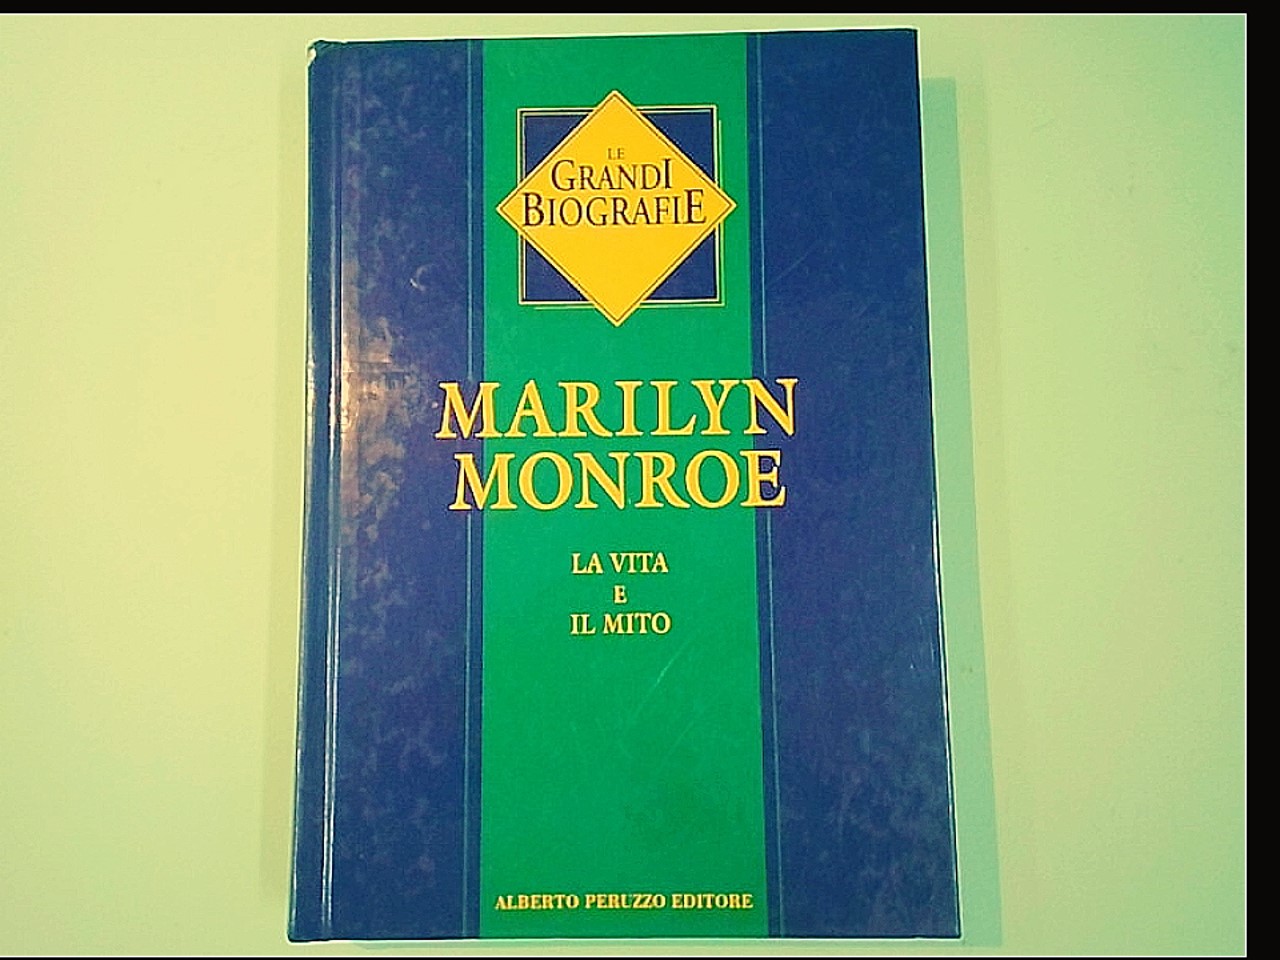 LE
GRANDI
BIOGRAFIE
MARILYN
MONROE
LA VITA
E
IL MITO
ALBERTO PERUZZO EDITORE